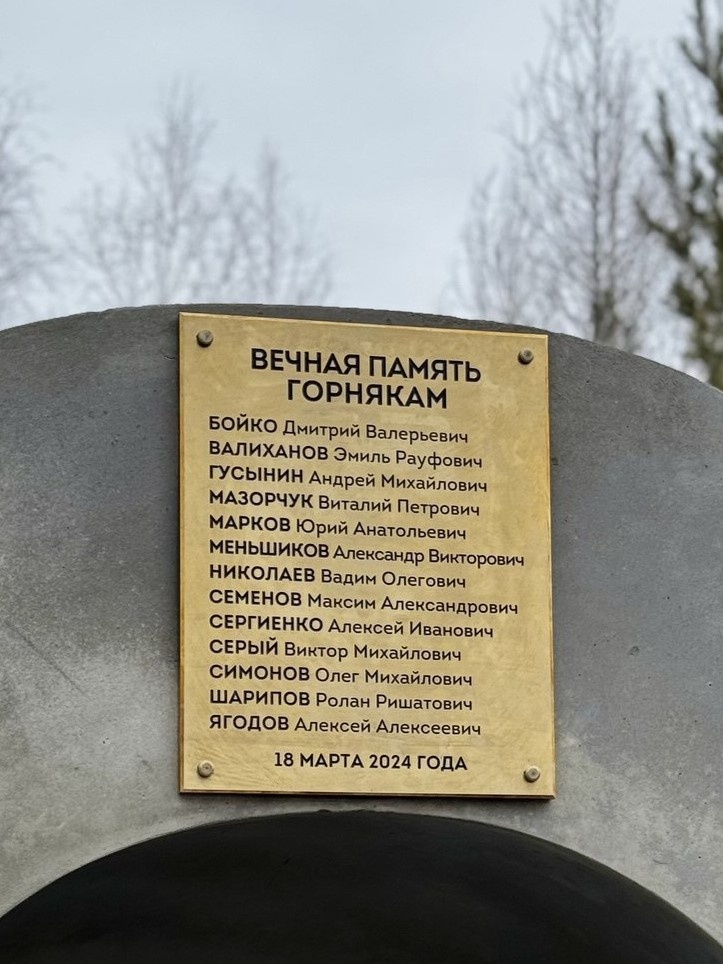 ВЕЧНАЯ ПАМЯТЬ
ГОРНЯКАМ
БОЙКО Дмитрий Валерьевич
ВАЛИХАНОВ Эмиль Рауфович
ГУСЫНИН Андрей Михайлович
МАЗОРЧУК Виталий Петрович
МАРКОВ Юрий Анатольевич
МЕНЬШИКОВ Александр Викторович
НИКОЛАЕВ Вадим Олегович
СЕМЕНОВ Максим Александрович
СЕРГИЕНКО Алексей Иванович
СЕРЫЙ Виктор Михайлович
СИМОНОВ Олег Михайлович
ШАРИПОВ Ролан Ришатович
ЯГОДОВ Алексей Алексеевич
18 МАРТА 2024 ГОДА